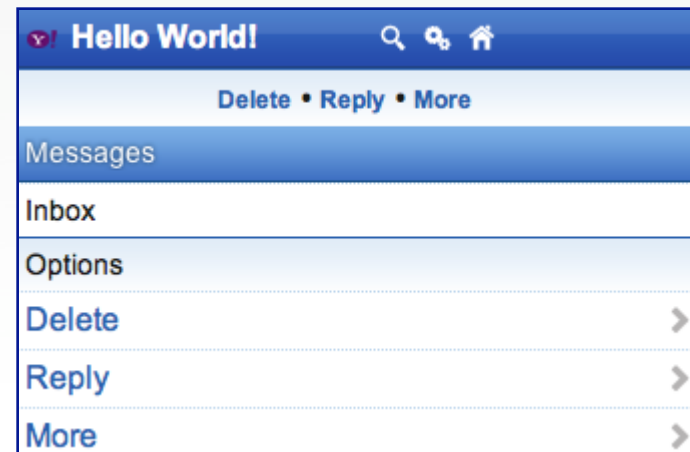 Y! Hello World!
Delete • Reply • More
Messages
Inbox
Options
Delete
Reply
More